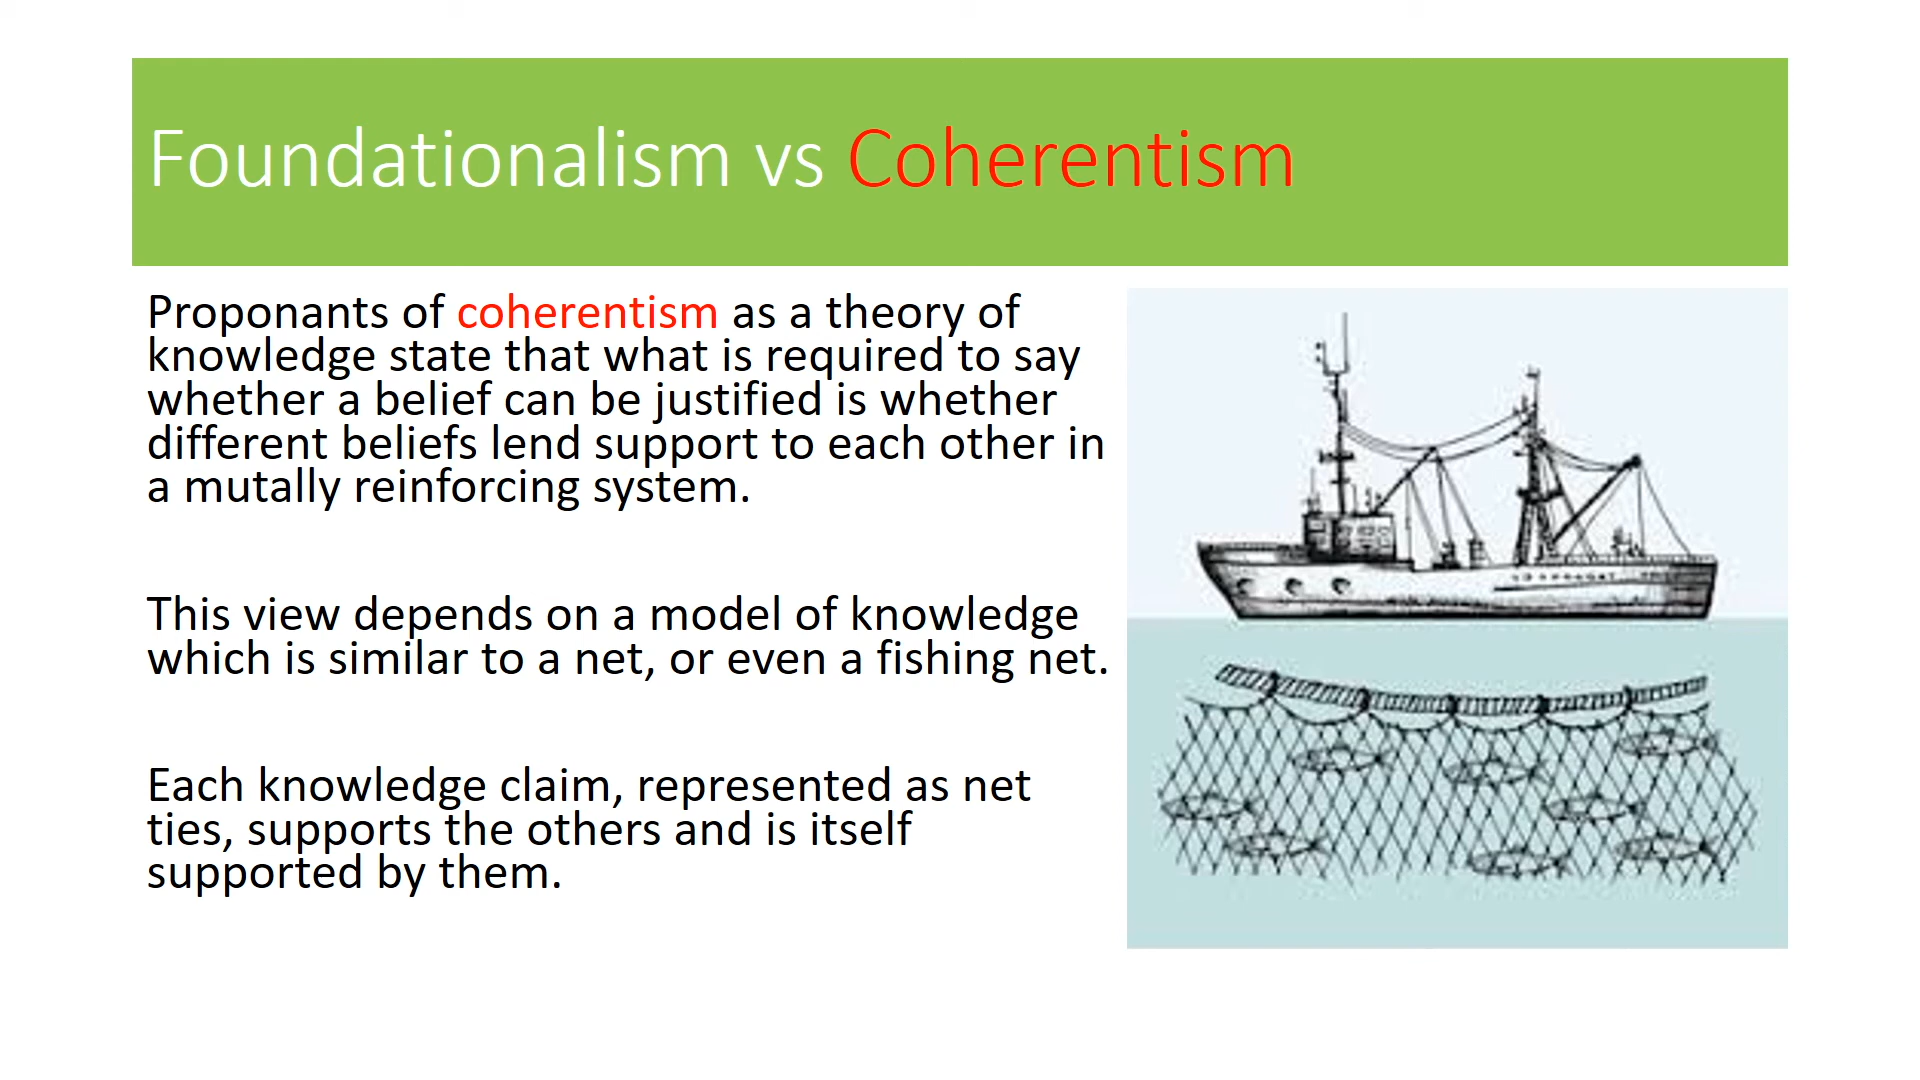 Foundationalism vs Coherentism
Proponants of coherentism as a theory of
knowledge state that what is required to say
whether a belief can be justified is whether
different beliefs lend support to each other in
a mutally reinforcing system.
This view depends on a model of knowledge
which is similar to a net, or even a fishing net.
Each knowledge claim, represented as net
ties, supports the others and is itself
supported by them.